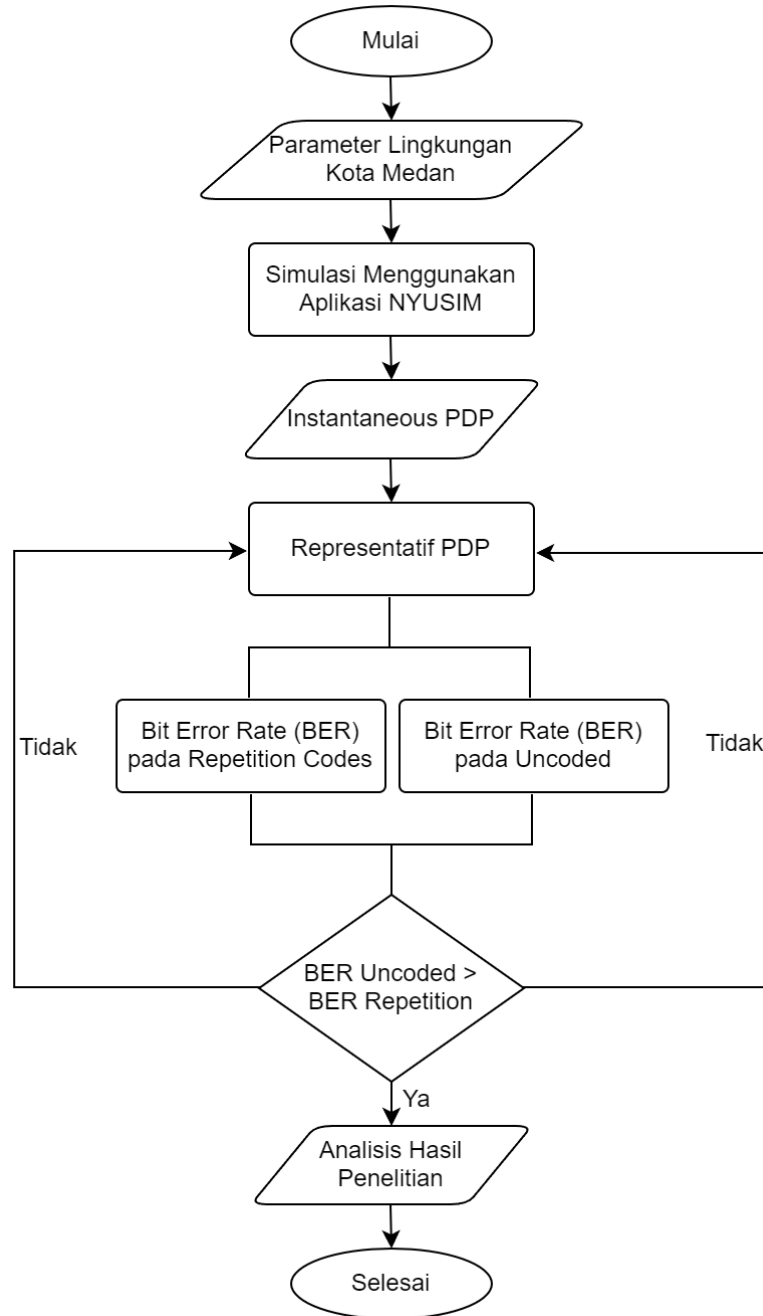 Mulai
Parameter Lingkungan
Kota Medan
Simulasi Menggunakan
Aplikasi NYUSIM
Instantaneous PDP
Representatif PDP
Bit Error Rate (BER)
pada Repetition Codes
Bit Error Rate (BER)
pada Uncoded
Tidak
Tidak
BER Uncoded >
BER Repetition
Ya
Analisis Hasil
Penelitian
Selesai